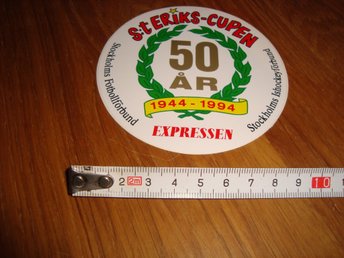 S:t ERIKS-CUPEN
50
ÅR
1944 - 1994
Stockholms Fotbollförbund
Stockholms Ishockeyförbund
EXPRESSEN
2 2m 3 4 5 6 7 8 9 10